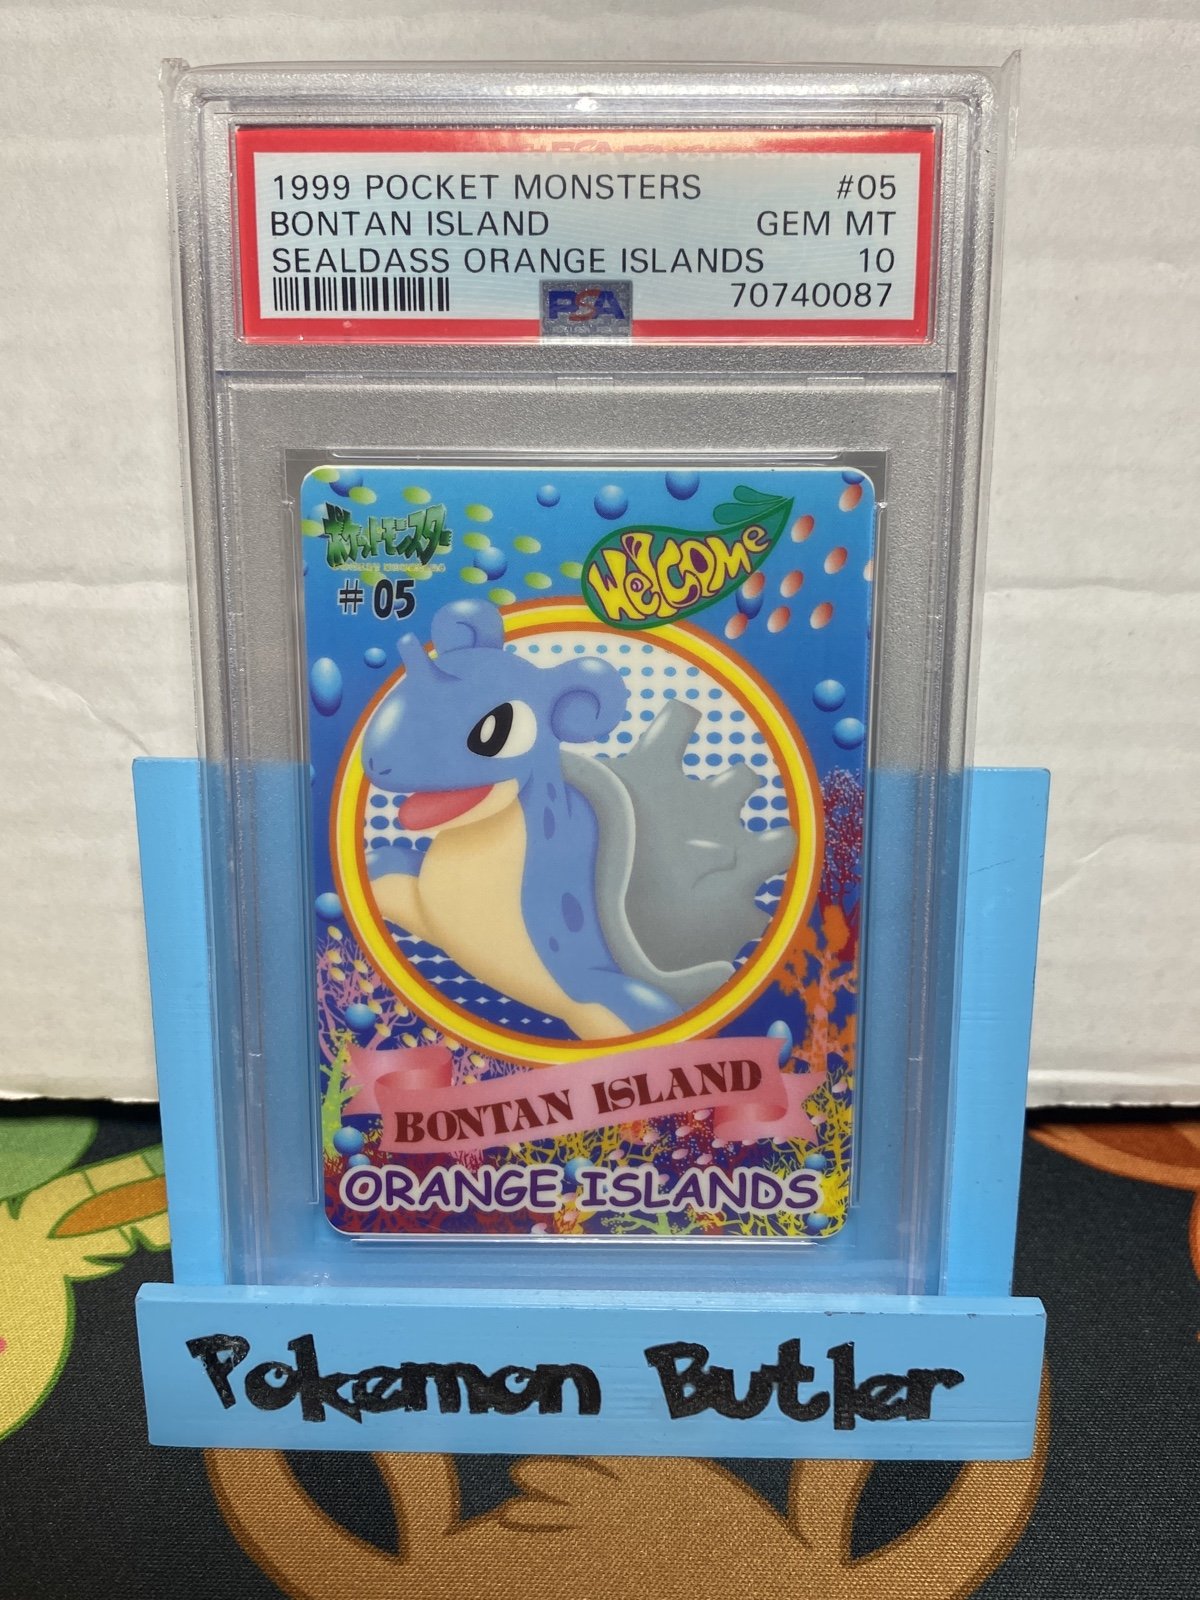 1999 POCKET MONSTERS #05
BONTAN ISLAND GEM MT
SEALDASS ORANGE ISLANDS 10
PSA 70740087
ポケットモンスター
#05
WelCOMe
BONTAN ISLAND
ORANGE ISLANDS
Pokemon Butler